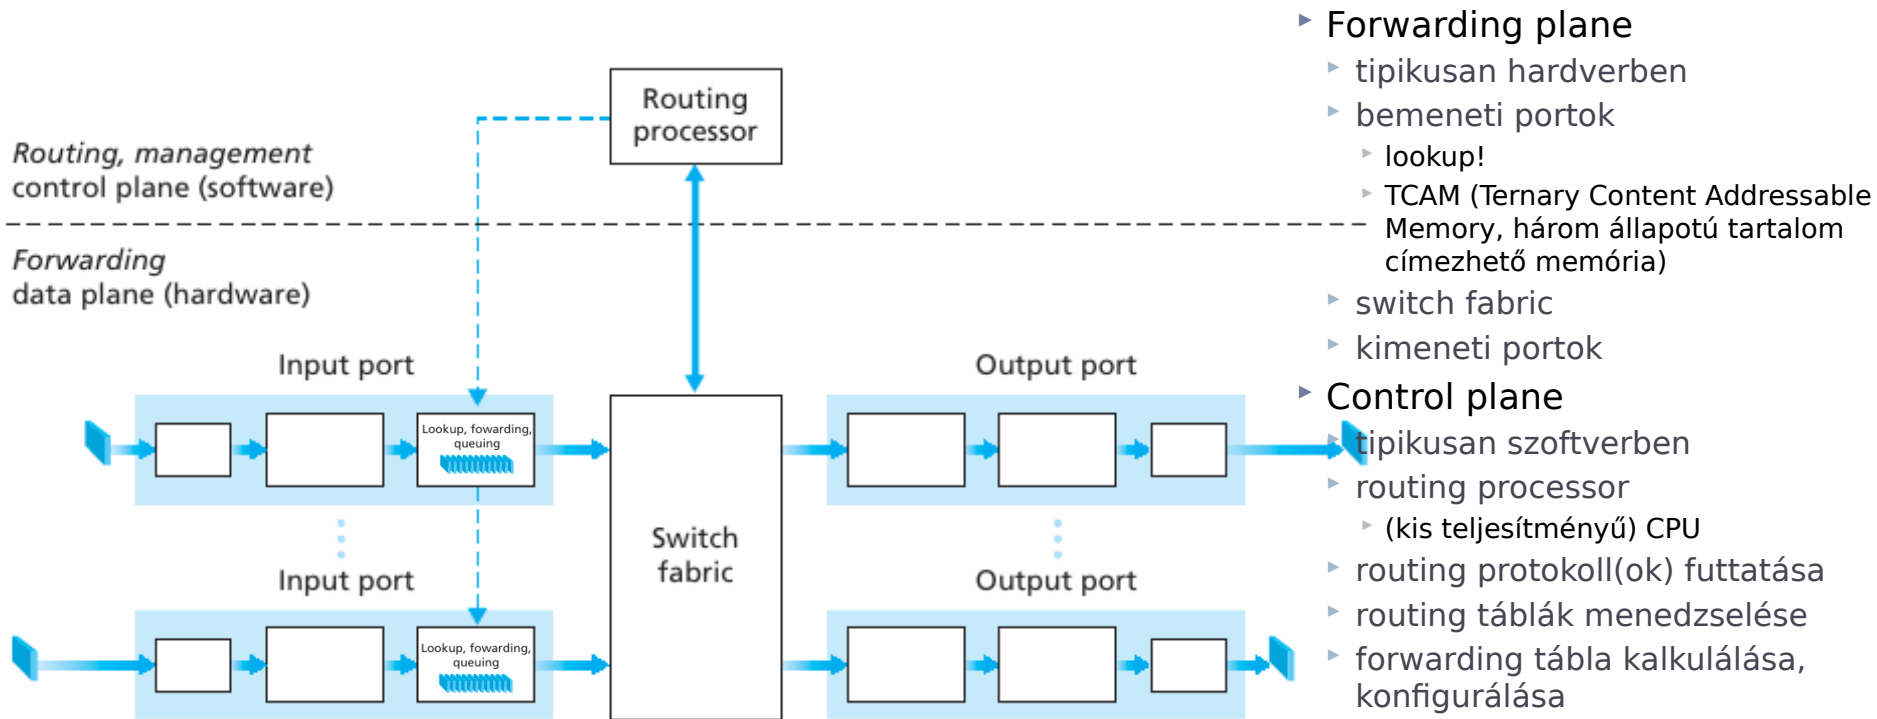 Routing
processor
Routing, management
control plane (software)
Forwarding
data plane (hardware)
Input port
Output port
Lookup, fowarding,
queuing
Switch
fabric
Input port
Output port
Lookup, fowarding,
queuing
Forwarding plane
tipikusan hardverben
bemeneti portok
lookup!
TCAM (Ternary Content Addressable
Memory, három állapotú tartalom
címezhető memória)
switch fabric
kimeneti portok
Control plane
tipikusan szoftverben
routing processor
(kis teljesítményű) CPU
routing protokoll(ok) futtatása
routing táblák menedzselése
forwarding tábla kalkulálása,
konfigurálása